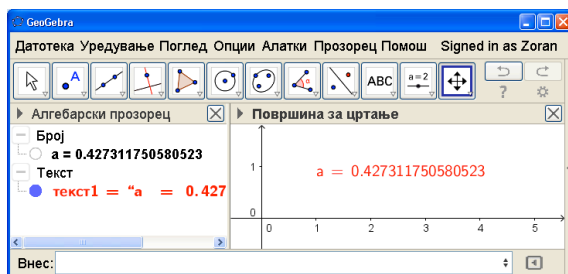 GeoGebra
Датотека Уредување Поглед Опции Алатки Прозорец Помош Signed in as Zoran
A ABC a=2 ?
Алгебарски прозорец
Број
a = 0.427311750580523
Текст
текст1 = “a = 0.427
Површина за цртање
a = 0.427311750580523
1
0
0 1 2 3 4 5
Внес: